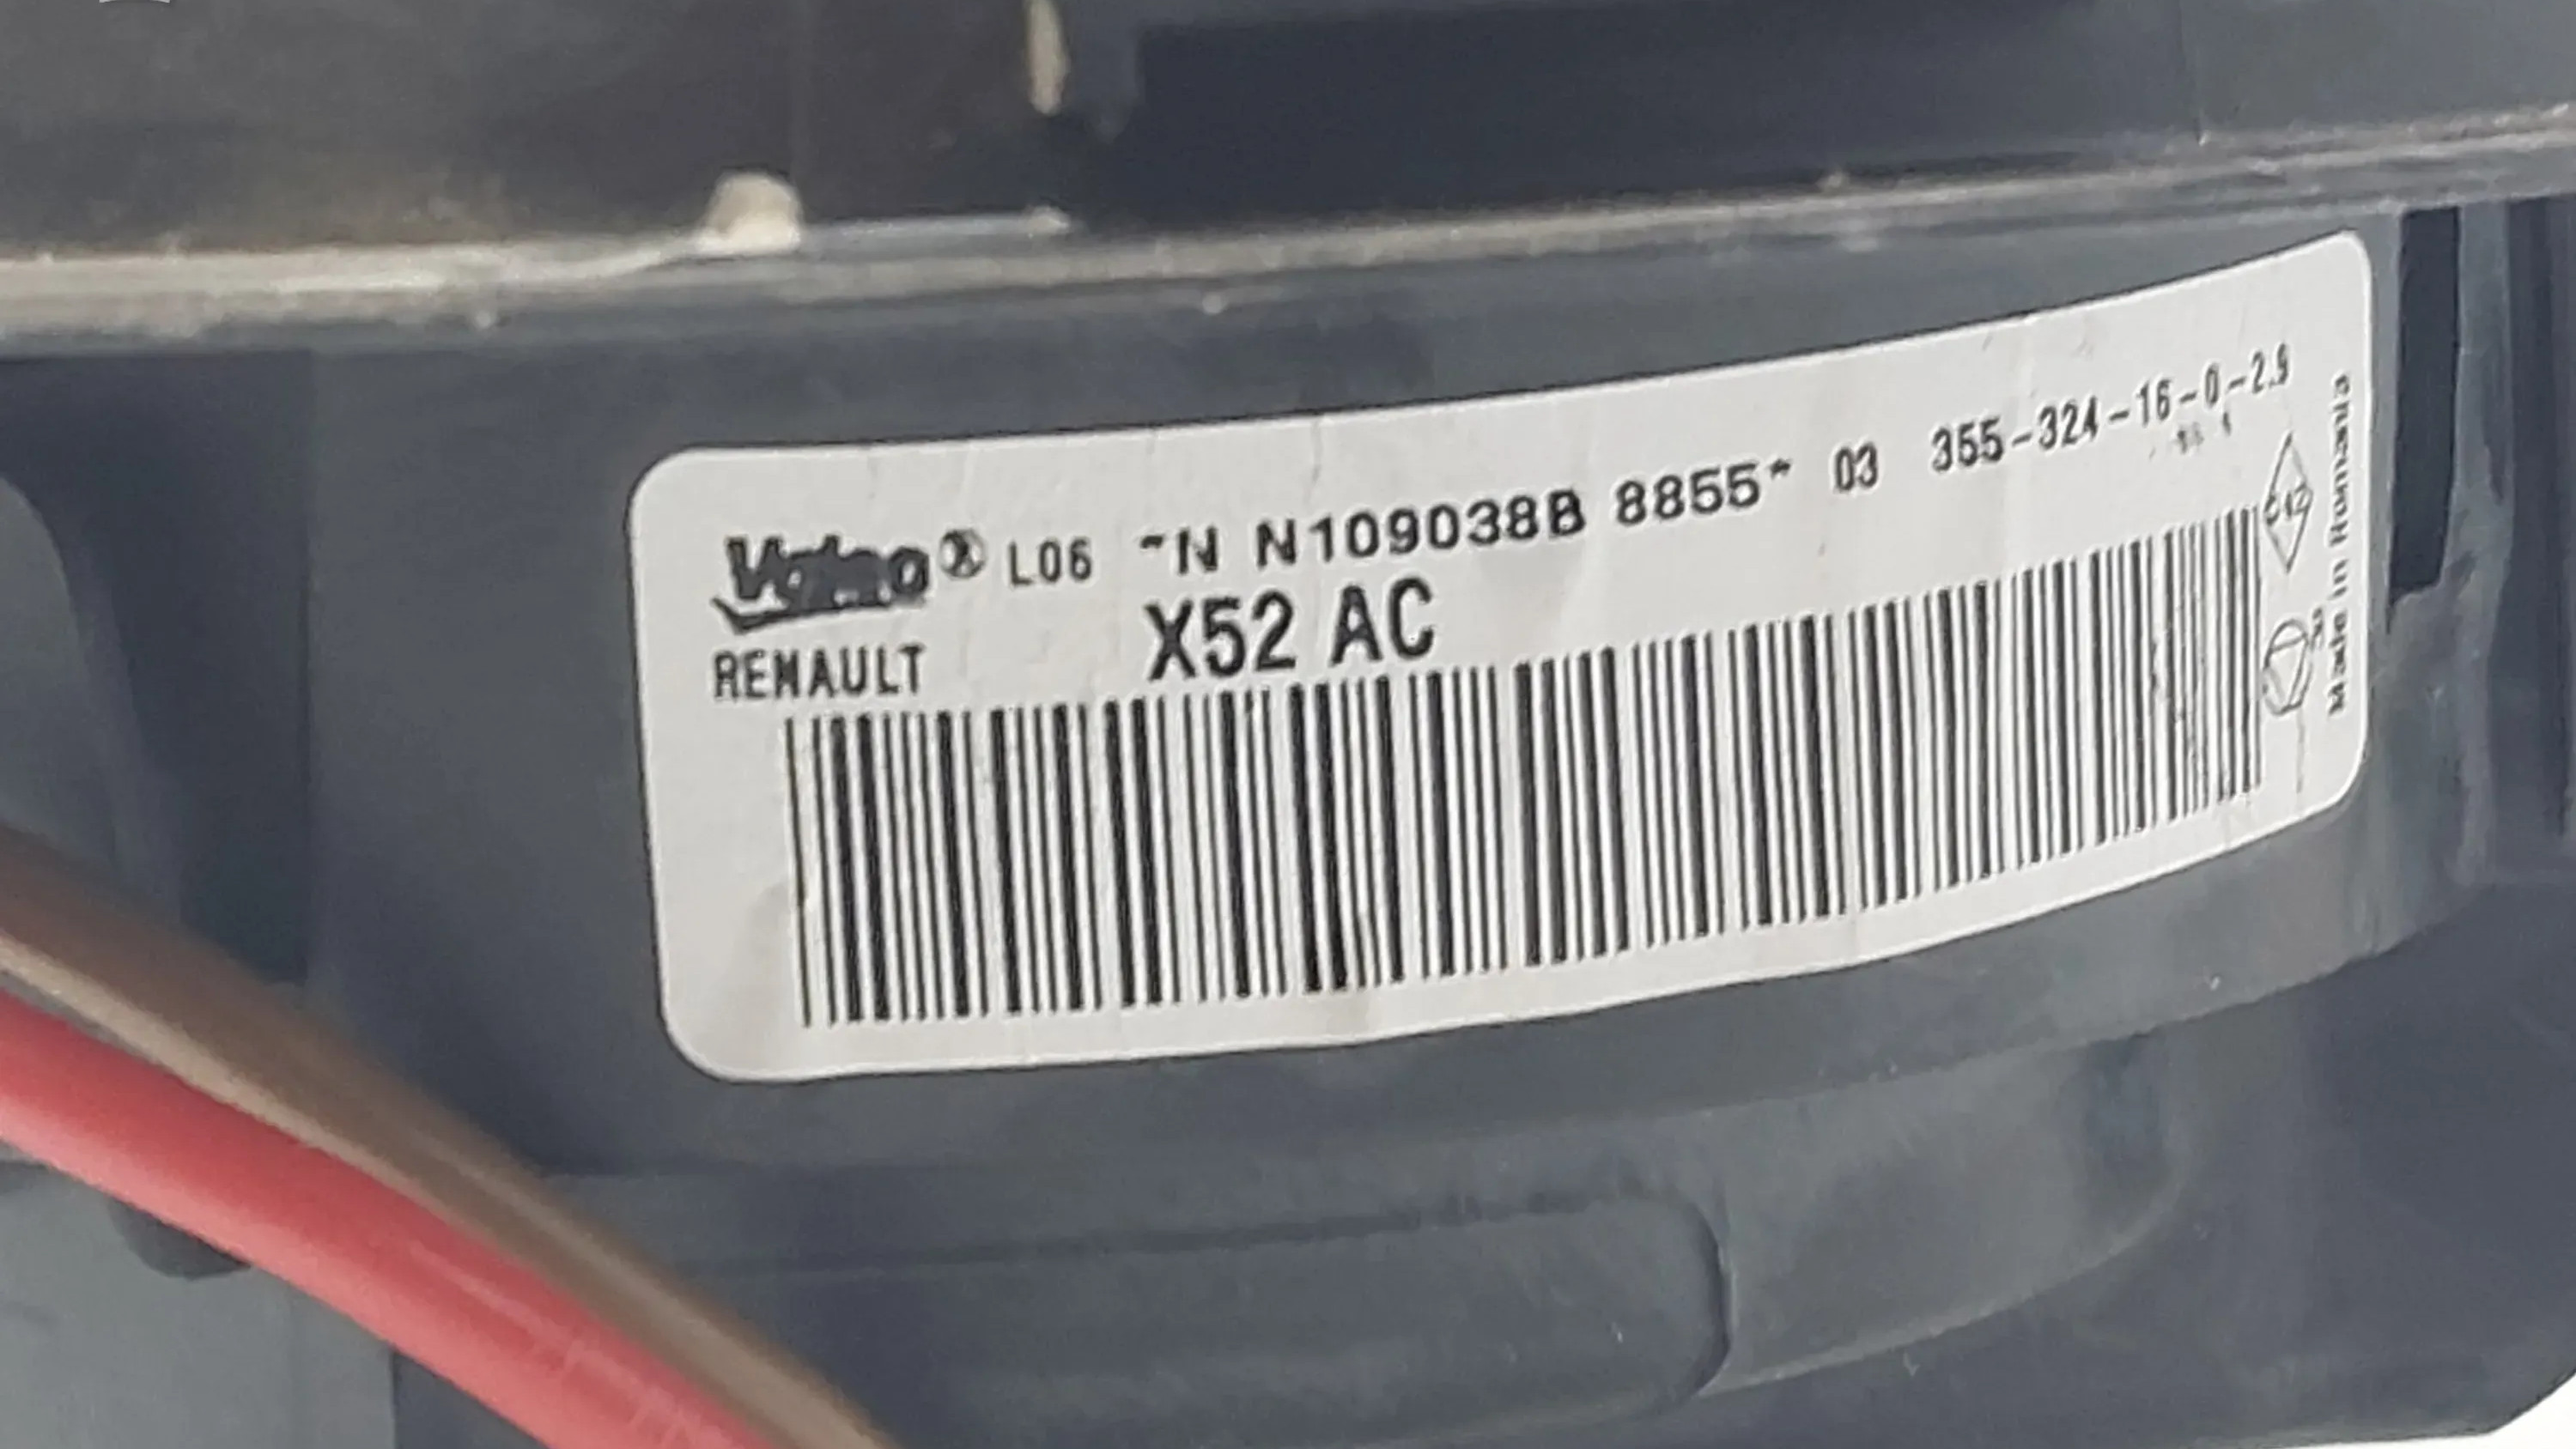 Valeo® L06 *N N109038B 8855* 03 355-324-16-0-2.9
RENAULT X52 AC
Made in Romania